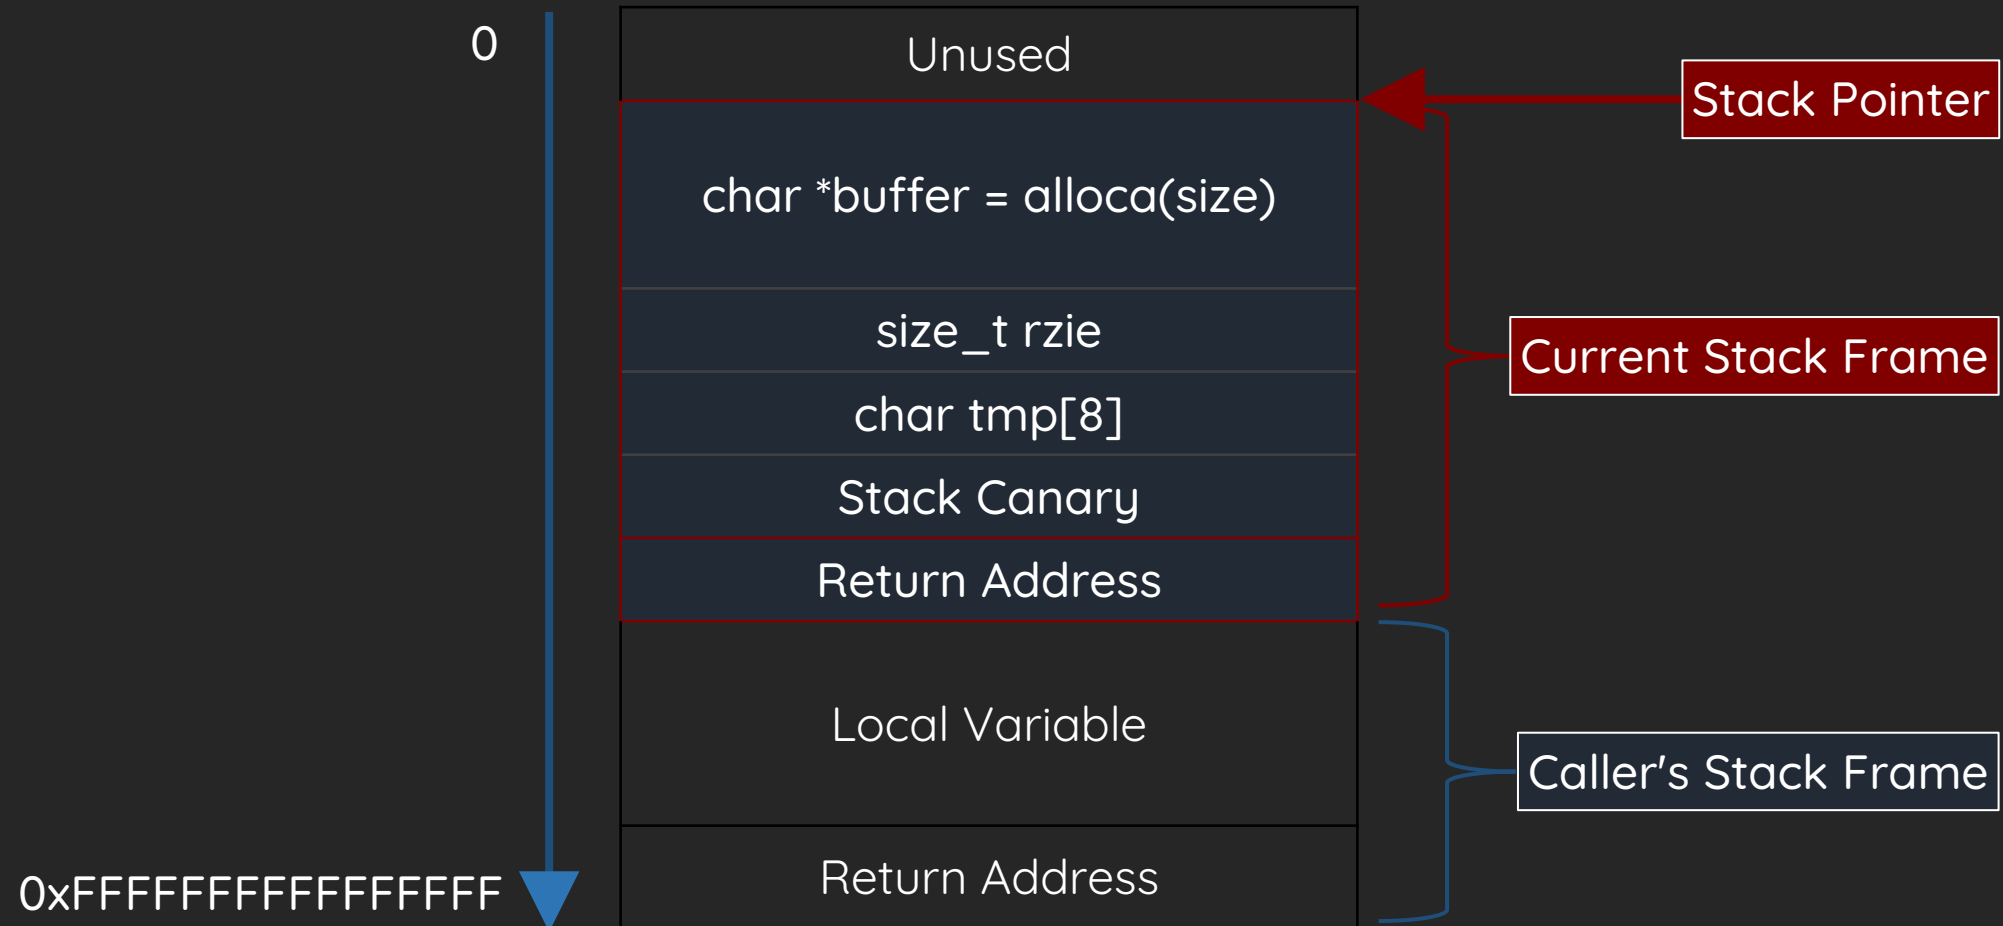 0
Unused
Stack Pointer
char *buffer = alloca(size)
size_t rzie
Current Stack Frame
char tmp[8]
Stack Canary
Return Address
Local Variable
Caller's Stack Frame
Return Address
0xFFFFFFFFFFFFFFFF